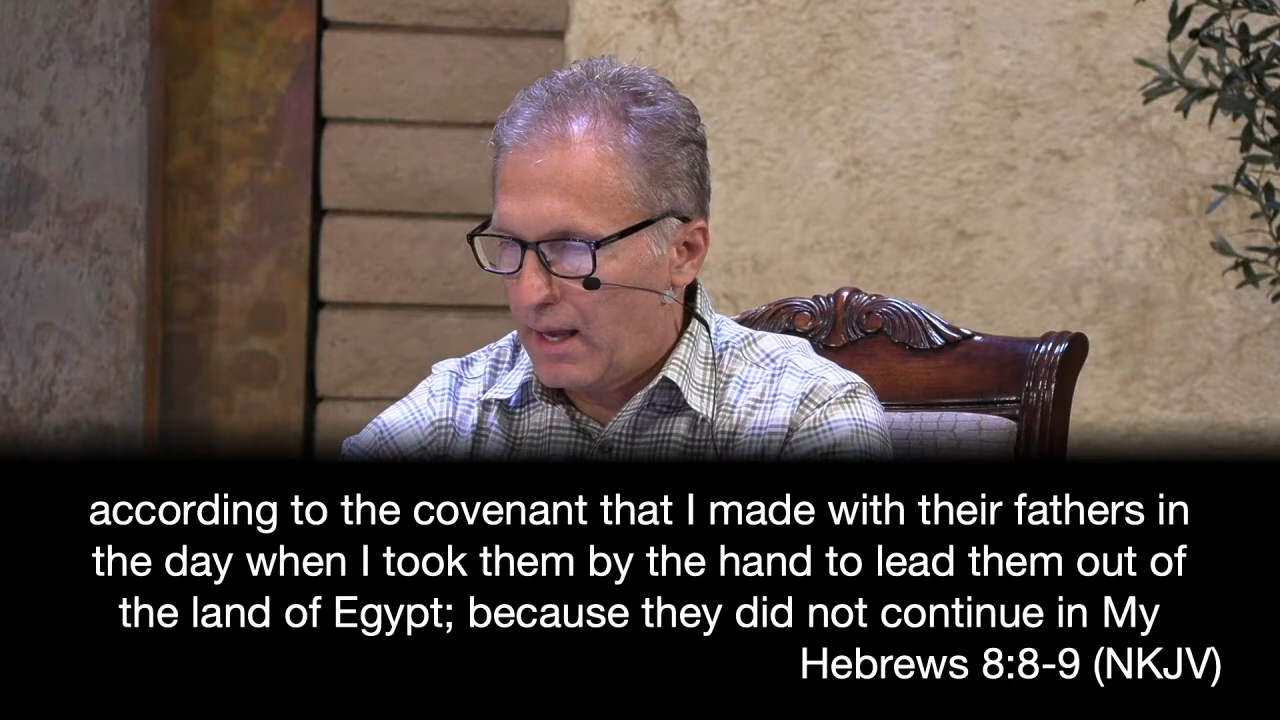 according to the covenant that I made with their fathers in
the day when I took them by the hand to lead them out of
the land of Egypt; because they did not continue in My
Hebrews 8:8-9 (NKJV)